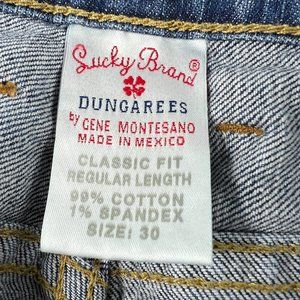 Lucky Brand®
DUNGAREES
by GENE MONTESANO
MADE IN MEXICO
CLASSIC FIT
REGULAR LENGTH
99% COTTON
1% SPANDEX
SIZE: 30